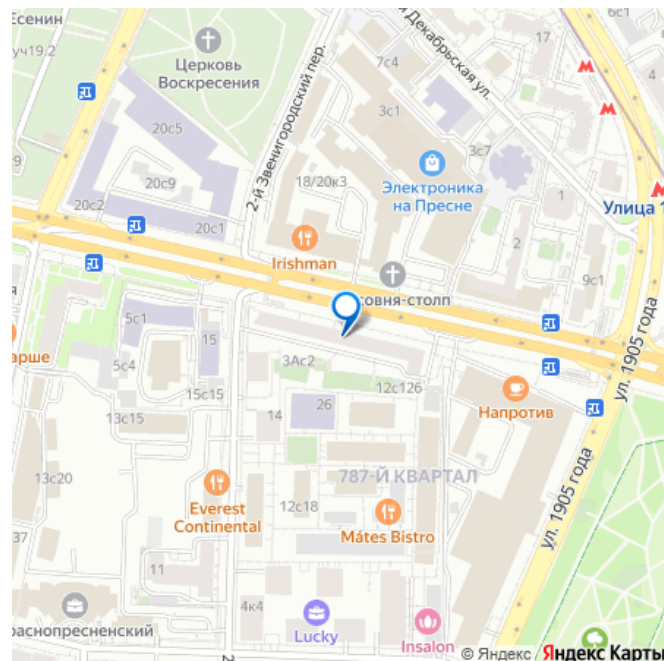 Есенин
уч19.2
Церковь
Воскресения
20с5
20с9
20с2
20с1
2-й Звенигородский пер.
7с4
3с1
Декабрьская ул.
17
6с1
3с7
Электроника
на Пресне
18/20к3
1
Улица 1
2
9с1
Irishman
совня-столп
5с1
15
5с4
15с15
3Ас2
12с126
арше
13с15
14
26
Напротив
ул. 1905 года
13с20
787-Й КВАРТАЛ
Everest
Continental
12с18
Mátes Bistro
ул. 1905 года
37
11
раснопресненский
4к4
Lucky
Insalon
2
© Яндекс Яндекс Карты